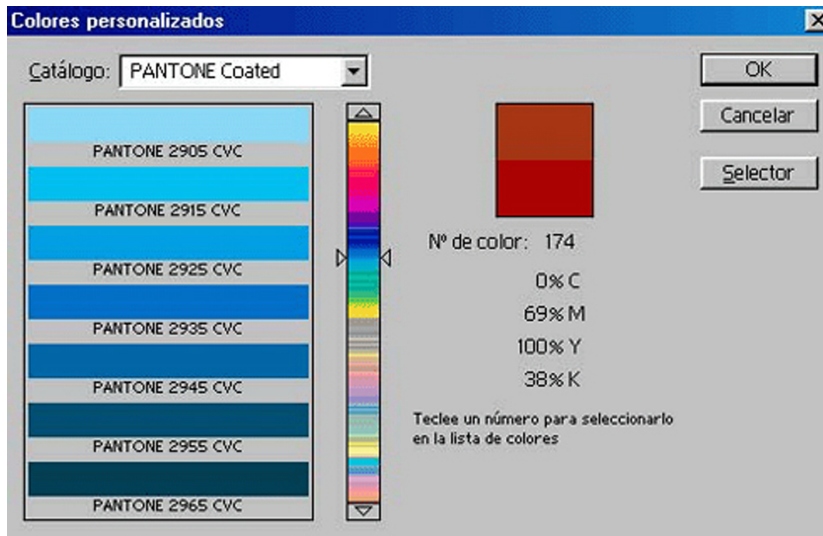 Colores personalizados
Catálogo: PANTONE Coated
OK
Cancelar
Selector
PANTONE 2905 CVC
PANTONE 2915 CVC
PANTONE 2925 CVC
PANTONE 2935 CVC
PANTONE 2945 CVC
PANTONE 2955 CVC
PANTONE 2965 CVC
Nº de color: 174
0% C
69% M
100% Y
38% K
Teclee un número para seleccionarlo
en la lista de colores